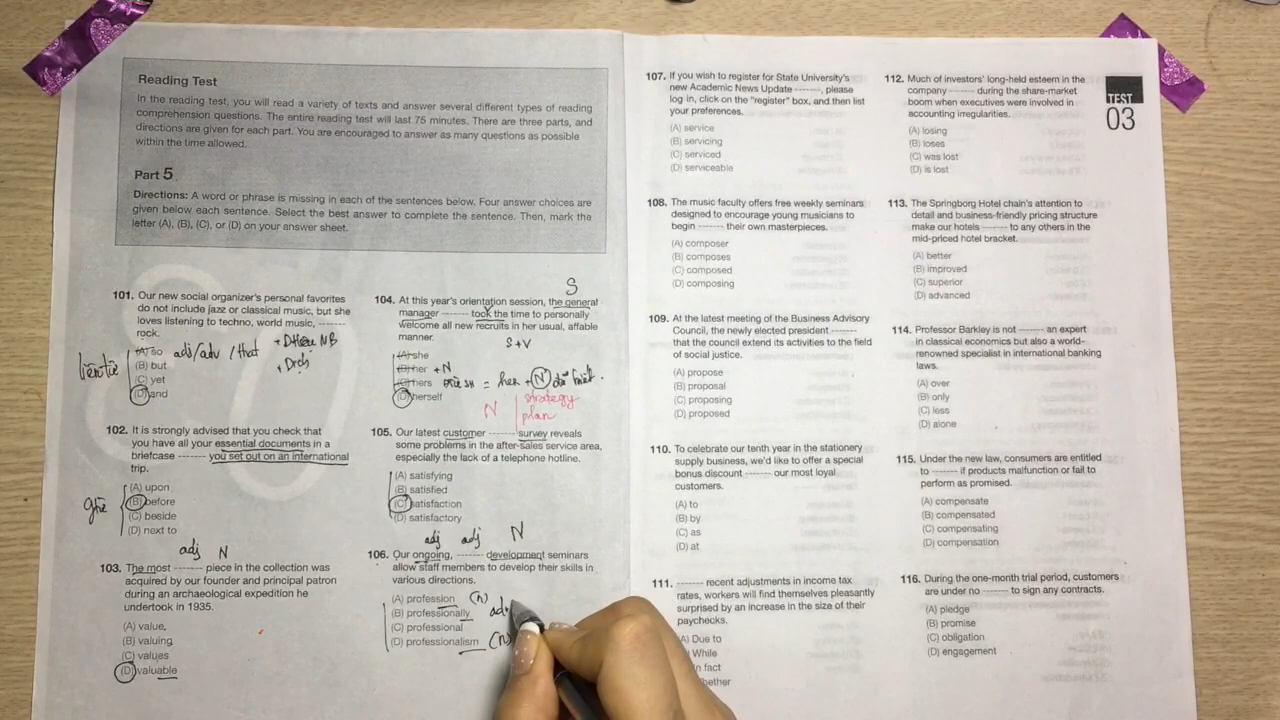 Reading Test
In the reading test, you will read a variety of texts and answer several different types of reading
comprehension questions. The entire reading test will last 75 minutes. There are three parts, and
directions are given for each part. You are encouraged to answer as many questions as possible
within the time allowed.
Part 5
Directions: A word or phrase is missing in each of the sentences below. Four answer choices are
given below each sentence. Select the best answer to complete the sentence. Then, mark the
letter (A), (B), (C), or (D) on your answer sheet.
101. Our new social organizer's personal favorites
do not include jazz or classical music, but she
loves listening to techno, world music, -------
rock.
(A) so adj/adv / that
(B) but
(C) yet
(D) and
102. It is strongly advised that you check that
you have all your essential documents in a
briefcase ------- you set out on an international
trip.
(A) upon
(B) before
(C) beside
(D) next to
adj N
103. The most ------- piece in the collection was
acquired by our founder and principal patron
during an archaeological expedition he
undertook in 1935.
(A) value,
(B) valuing
(C) values
(D) valuable
S
104. At this year's orientation session, the general
manager ------- took the time to personally
welcome all new recruits in her usual, affable
manner.
S+V
(A) she
(B) her + N
(C) hers = her + N
(D) herself
N strategy
plan
105. Our latest customer ------- survey reveals
some problems in the after-sales service area,
especially the lack of a telephone hotline.
(A) satisfying
(B) satisfied
(C) satisfaction
(D) satisfactory
adj adj N
106. Our ongoing, ------- development seminars
allow staff members to develop their skills in
various directions.
(A) profession (n)
(B) professionally
(C) professional
(D) professionalism (n)
107. If you wish to register for State University's
new Academic News Update -------, please
log in, click on the "register" box, and then list
your preferences.
(A) service
(B) servicing
(C) serviced
(D) serviceable
108. The music faculty offers free weekly seminars
designed to encourage young musicians to
begin ------- their own masterpieces.
(A) composer
(B) composes
(C) composed
(D) composing
109. At the latest meeting of the Business Advisory
Council, the newly elected president -------
that the council extend its activities to the field
of social justice.
(A) propose
(B) proposal
(C) proposing
(D) proposed
110. To celebrate our tenth year in the stationery
supply business, we'd like to offer a special
bonus discount ------- our most loyal
customers.
(A) to
(B) by
(C) as
(D) at
111. ------- recent adjustments in income tax
rates, workers will find themselves pleasantly
surprised by an increase in the size of their
paychecks.
A) Due to
While
In fact
hether
112. Much of investors' long-held esteem in the
company ------- during the share-market
boom when executives were involved in
accounting irregularities.
(A) losing
(B) loses
(C) was lost
(D) is lost
113. The Springborg Hotel chain's attention to
detail and business-friendly pricing structure
make our hotels ------- to any others in the
mid-priced hotel bracket.
(A) better
(B) improved
(C) superior
(D) advanced
114. Professor Barkley is not ------- an expert
in classical economics but also a world-
renowned specialist in international banking
laws.
(A) over
(B) only
(C) less
(D) alone
115. Under the new law, consumers are entitled
to ------- if products malfunction or fail to
perform as promised.
(A) compensate
(B) compensated
(C) compensating
(D) compensation
116. During the one-month trial period, customers
are under no ------- to sign any contracts.
(A) pledge
(B) promise
(C) obligation
(D) engagement
TEST
03